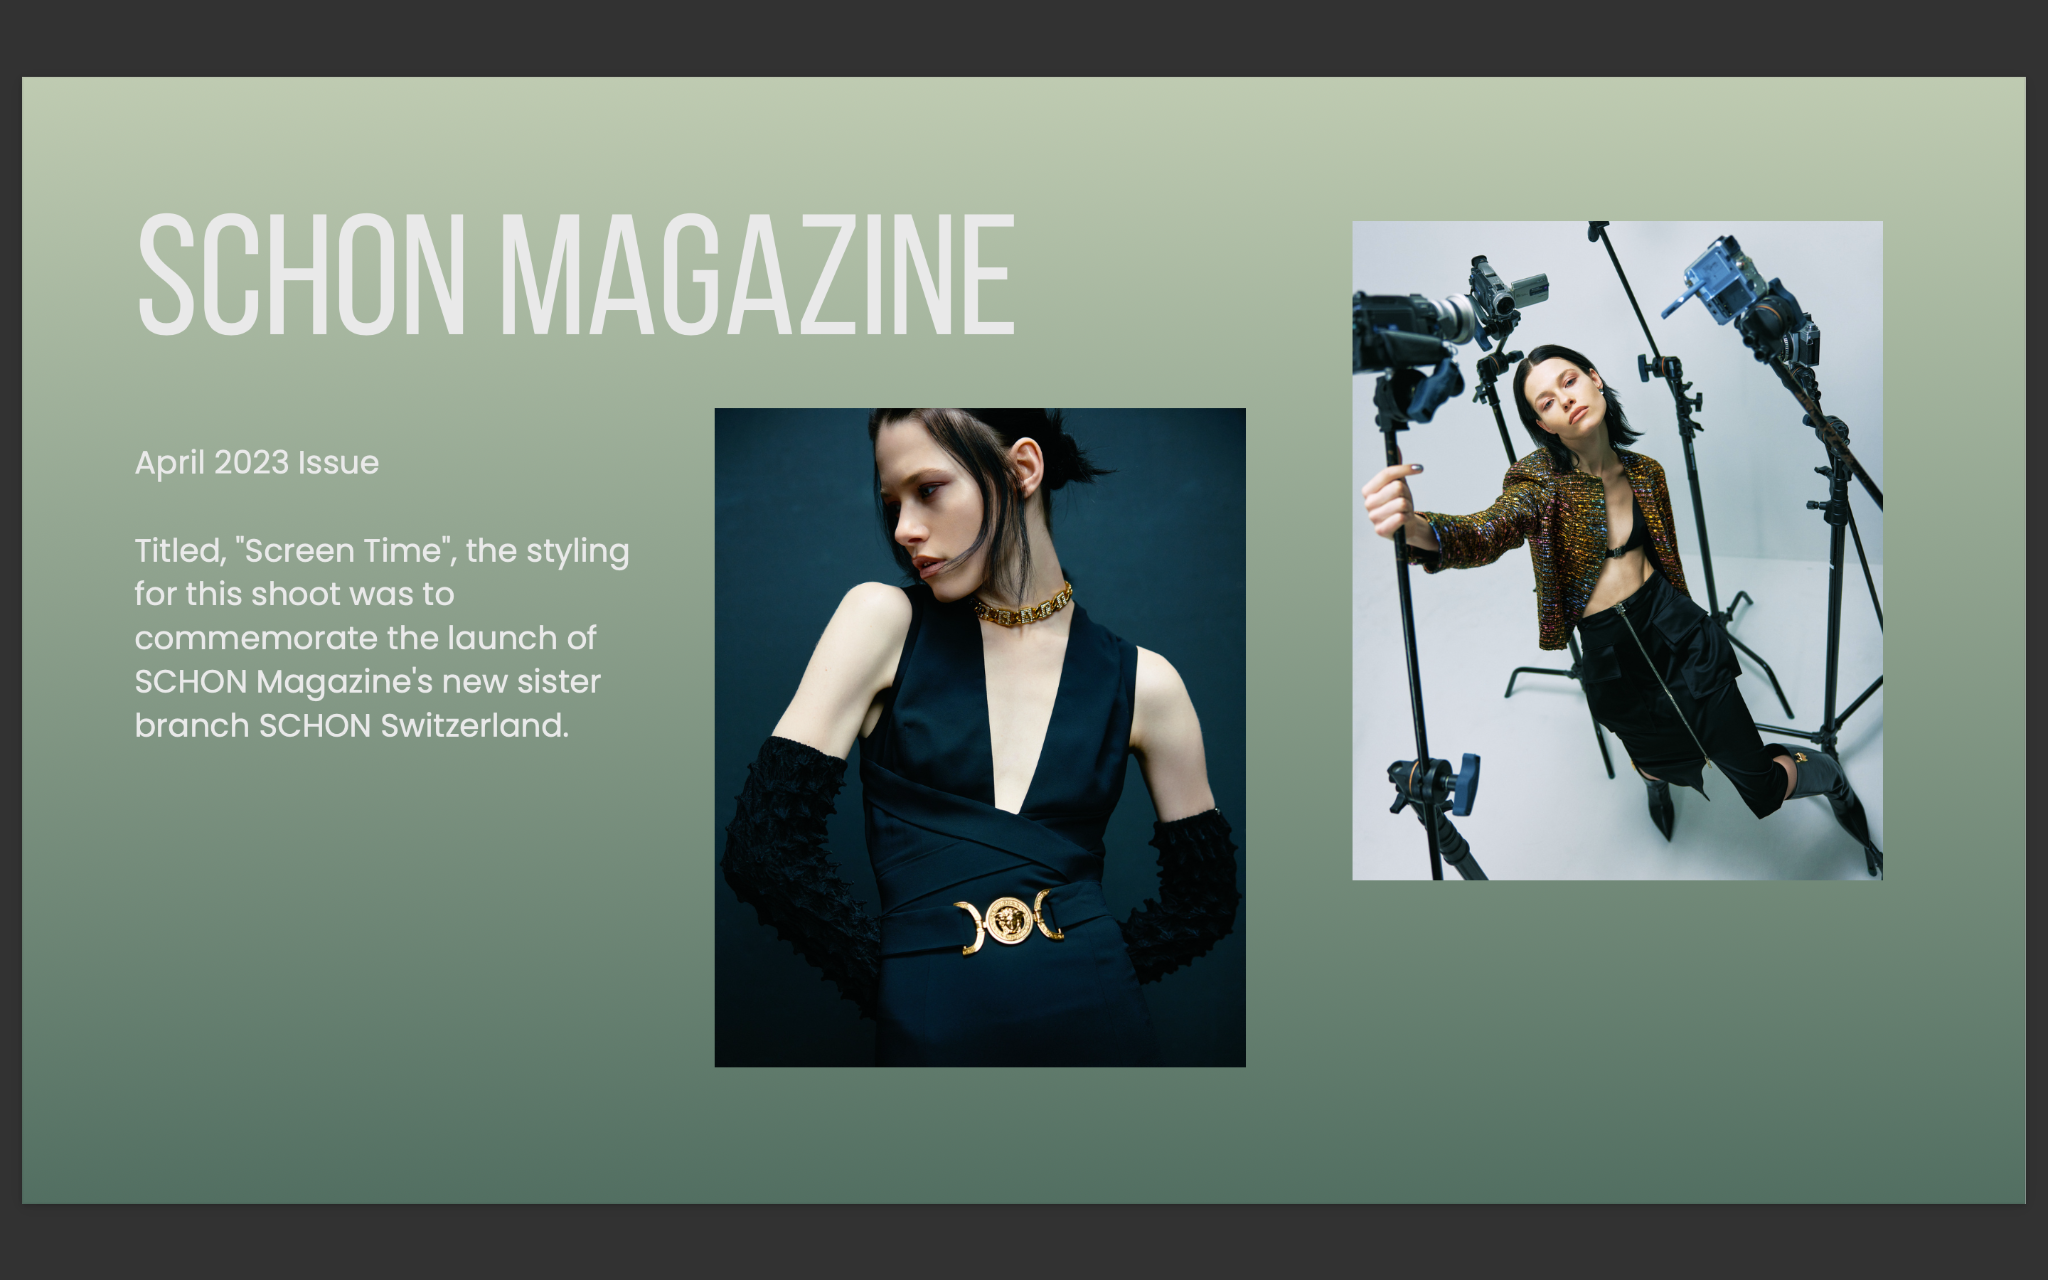 SCHON MAGAZINE
April 2023 Issue
Titled, "Screen Time", the styling
for this shoot was to
commemorate the launch of
SCHON Magazine's new sister
branch SCHON Switzerland.